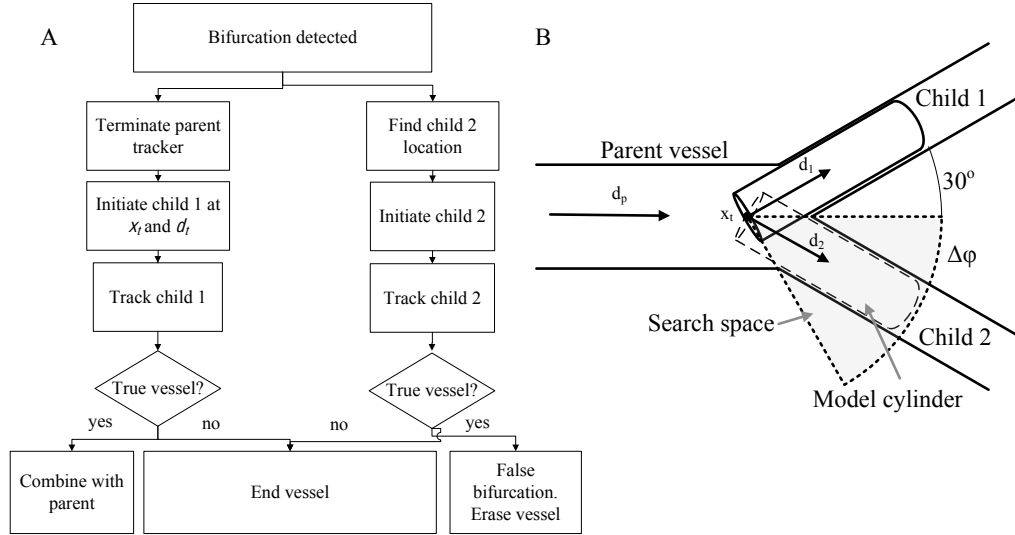 A
Bifurcation detected
Terminate parent
tracker
Find child 2
location
Initiate child 1 at
xt and dt
Initiate child 2
Track child 1
Track child 2
True vessel?
True vessel?
yes
no
no
yes
Combine with
parent
End vessel
False
bifurcation.
Erase vessel
B
Child 1
Parent vessel
d1
30°
dp
xt
d2
Δφ
Search space
Child 2
Model cylinder